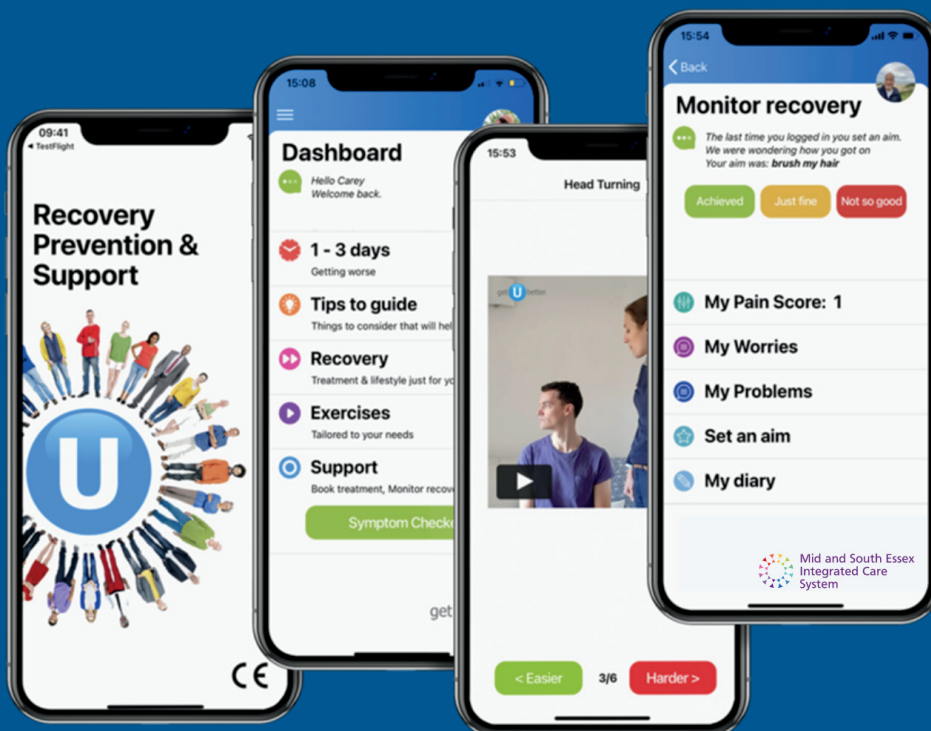 09:41
◀ TestFlight
Recovery
Prevention &
Support
U
CE
15:08
Dashboard
Hello Carey
Welcome back.
1 - 3 days
Getting worse
Tips to guide
Things to consider that will hel
Recovery
Treatment & lifestyle just for yo
Exercises
Tailored to your needs
Support
Book treatment, Monitor recov
Symptom Checke
get
15:53
Head Turning
get U better
< Easier
3/6
Harder >
15:54
Back
Monitor recovery
The last time you logged in you set an aim.
We were wondering how you got on
Your aim was: brush my hair
Achieved
Just fine
Not so good
My Pain Score: 1
My Worries
My Problems
Set an aim
My diary
Mid and South Essex
Integrated Care
System